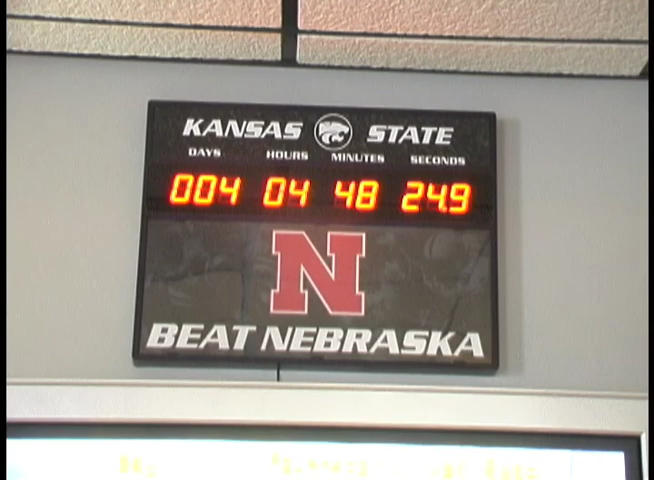 KANSAS STATE
DAYS HOURS MINUTES SECONDS
004 04 48 24.9
N
BEAT NEBRASKA